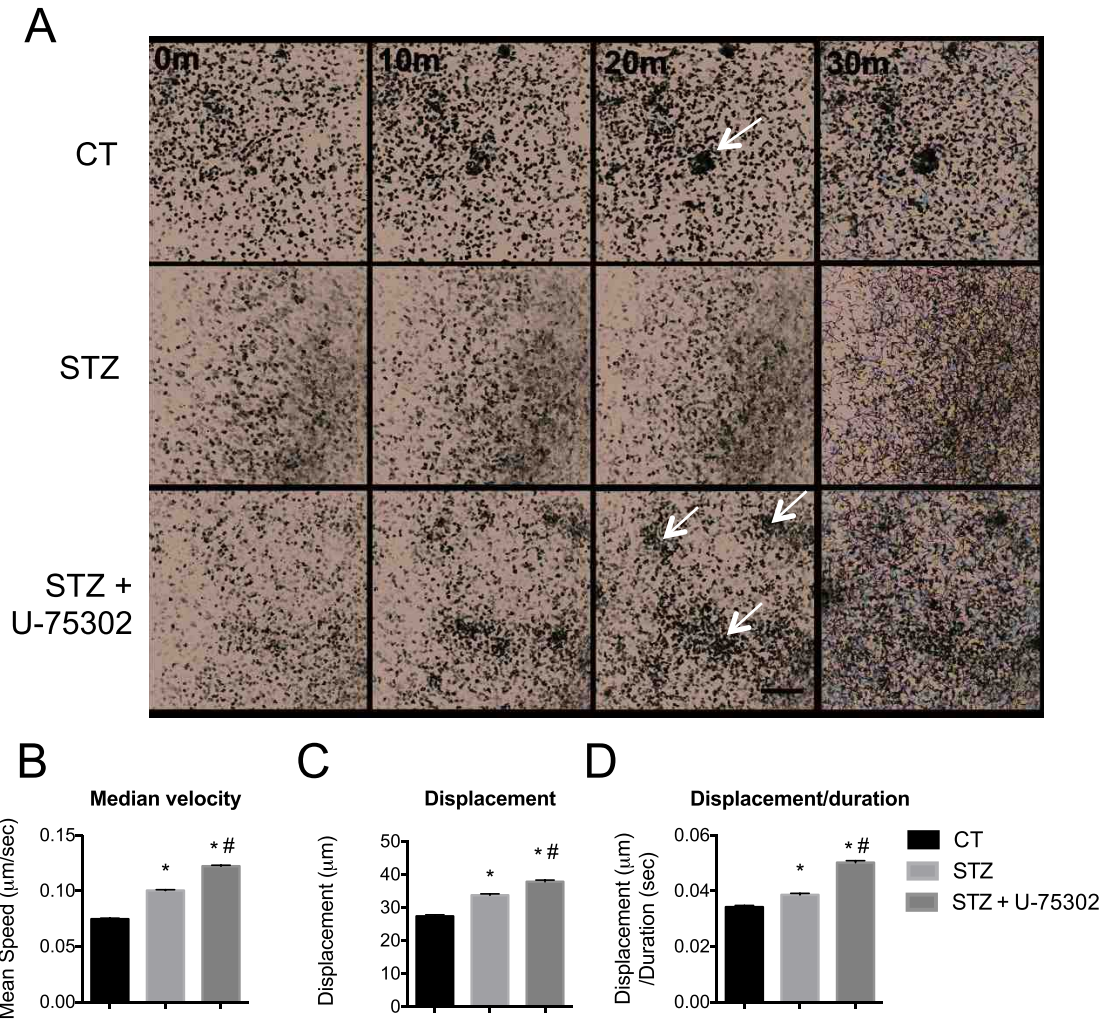 A
0m 10m 20m 30m
CT
STZ
STZ +
U-75302
B C D
Median velocity
Mean Speed (μm/sec)
0.15
0.10
0.05
0.00
*
* #
Displacement
Displacement (μm)
50
40
30
20
10
0
*
* #
Displacement/duration
Displacement (μm)
/Duration (sec)
0.06
0.04
0.02
0.00
*
* #
CT
STZ
STZ + U-75302